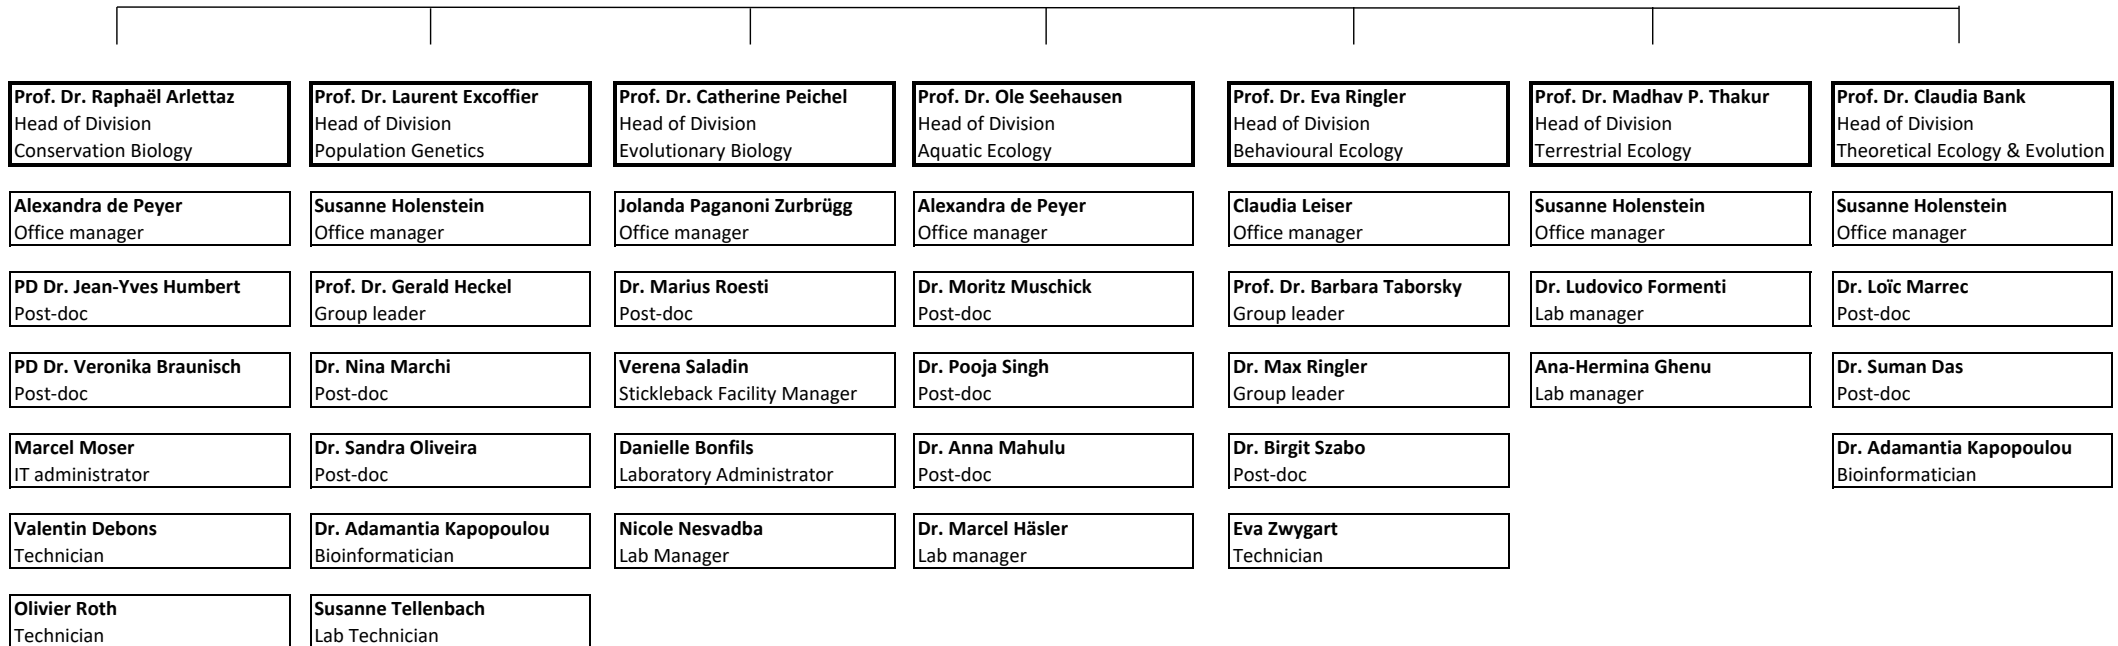 Prof. Dr. Raphaël Arlettaz
Head of Division
Conservation Biology
Alexandra de Peyer
Office manager
PD Dr. Jean-Yves Humbert
Post-doc
PD Dr. Veronika Braunisch
Post-doc
Marcel Moser
IT administrator
Valentin Debons
Technician
Olivier Roth
Technician
Prof. Dr. Laurent Excoffier
Head of Division
Population Genetics
Susanne Holenstein
Office manager
Prof. Dr. Gerald Heckel
Group leader
Dr. Nina Marchi
Post-doc
Dr. Sandra Oliveira
Post-doc
Dr. Adamantia Kapopoulou
Bioinformatician
Susanne Tellenbach
Lab Technician
Prof. Dr. Catherine Peichel
Head of Division
Evolutionary Biology
Jolanda Paganoni Zurbrügg
Office manager
Dr. Marius Roesti
Post-doc
Verena Saladin
Stickleback Facility Manager
Danielle Bonfils
Laboratory Administrator
Nicole Nesvadba
Lab Manager
Prof. Dr. Ole Seehausen
Head of Division
Aquatic Ecology
Alexandra de Peyer
Office manager
Dr. Moritz Muschick
Post-doc
Dr. Pooja Singh
Post-doc
Dr. Anna Mahulu
Post-doc
Dr. Marcel Häsler
Lab manager
Prof. Dr. Eva Ringler
Head of Division
Behavioural Ecology
Claudia Leiser
Office manager
Prof. Dr. Barbara Taborsky
Group leader
Dr. Max Ringler
Group leader
Dr. Birgit Szabo
Post-doc
Eva Zwygart
Technician
Prof. Dr. Madhav P. Thakur
Head of Division
Terrestrial Ecology
Susanne Holenstein
Office manager
Dr. Ludovico Formenti
Lab manager
Ana-Hermina Ghenu
Lab manager
Prof. Dr. Claudia Bank
Head of Division
Theoretical Ecology & Evolution
Susanne Holenstein
Office manager
Dr. Loïc Marrec
Post-doc
Dr. Suman Das
Post-doc
Dr. Adamantia Kapopoulou
Bioinformatician